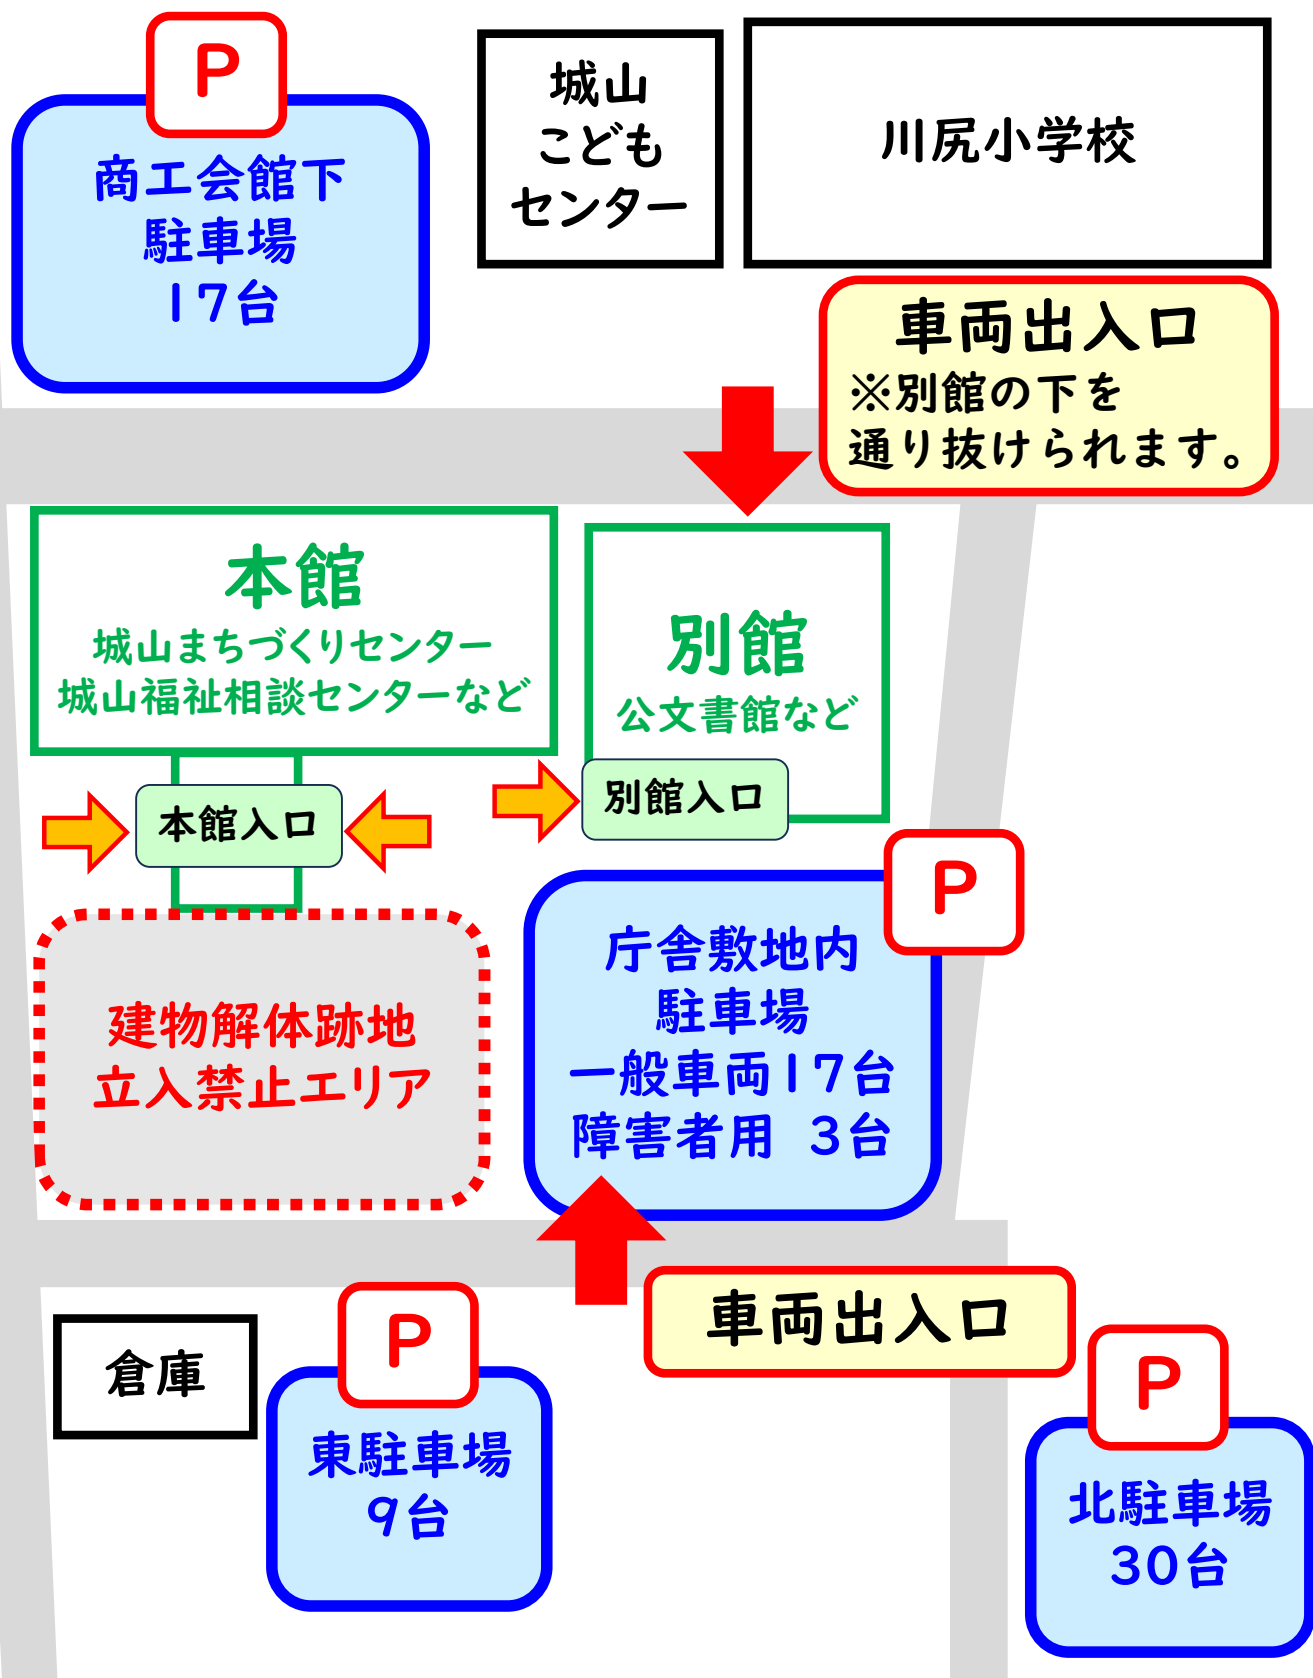 P
商工会館下
駐車場
17台
城山
こども
センター
川尻小学校
車両出入口
※別館の下を
通り抜けられます。
本館
城山まちづくりセンター
城山福祉相談センターなど
別館
公文書館など
本館入口
別館入口
P
庁舎敷地内
駐車場
一般車両17台
障害者用 3台
建物解体跡地
立入禁止エリア
車両出入口
倉庫
P
東駐車場
9台
P
北駐車場
30台